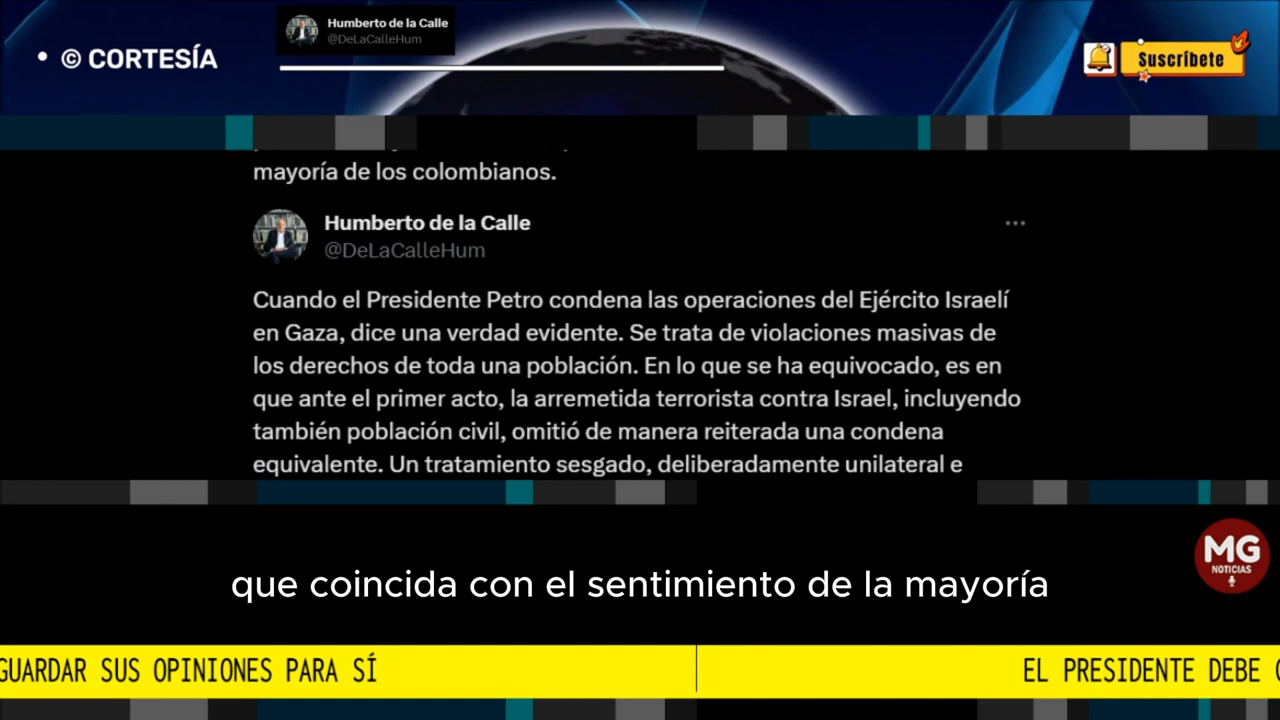 Humberto de la Calle
@DeLaCalleHum
• © CORTESÍA
Suscríbete
mayoría de los colombianos.
Humberto de la Calle
@DeLaCalleHum
Cuando el Presidente Petro condena las operaciones del Ejército Israelí
en Gaza, dice una verdad evidente. Se trata de violaciones masivas de
los derechos de toda una población. En lo que se ha equivocado, es en
que ante el primer acto, la arremetida terrorista contra Israel, incluyendo
también población civil, omitió de manera reiterada una condena
equivalente. Un tratamiento sesgado, deliberadamente unilateral e
MG
NOTICIAS
que coincida con el sentimiento de la mayoría
GUARDAR SUS OPINIONES PARA SÍ
EL PRESIDENTE DEBE